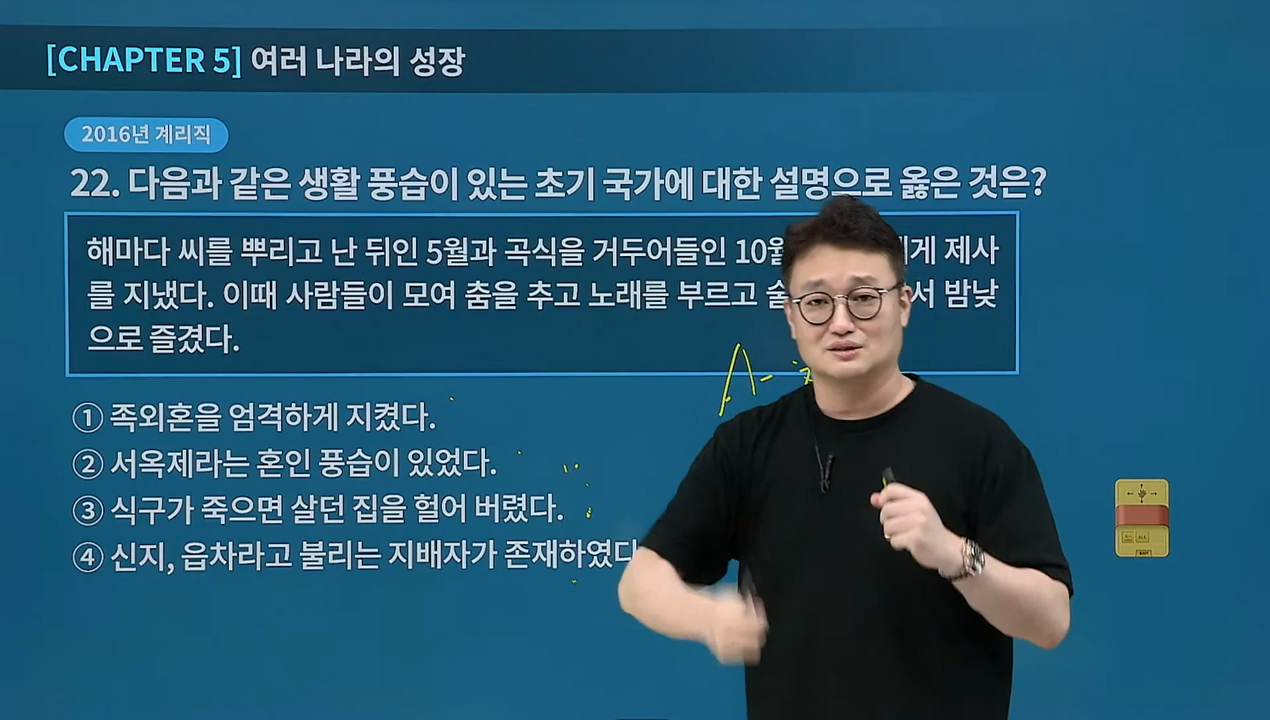 [CHAPTER 5] 여러 나라의 성장
2016년 계리직
22. 다음과 같은 생활 풍습이 있는 초기 국가에 대한 설명으로 옳은 것은?
해마다 씨를 뿌리고 난 뒤인 5월과 곡식을 거두어들인 10월 제사
를 지냈다. 이때 사람들이 모여 춤을 추고 노래를 부르고 술 밤낮
으로 즐겼다.
① 족외혼을 엄격하게 지켰다.
② 서옥제라는 혼인 풍습이 있었다.
③ 식구가 죽으면 살던 집을 헐어 버렸다.
④ 신지, 읍차라고 불리는 지배자가 존재하였다